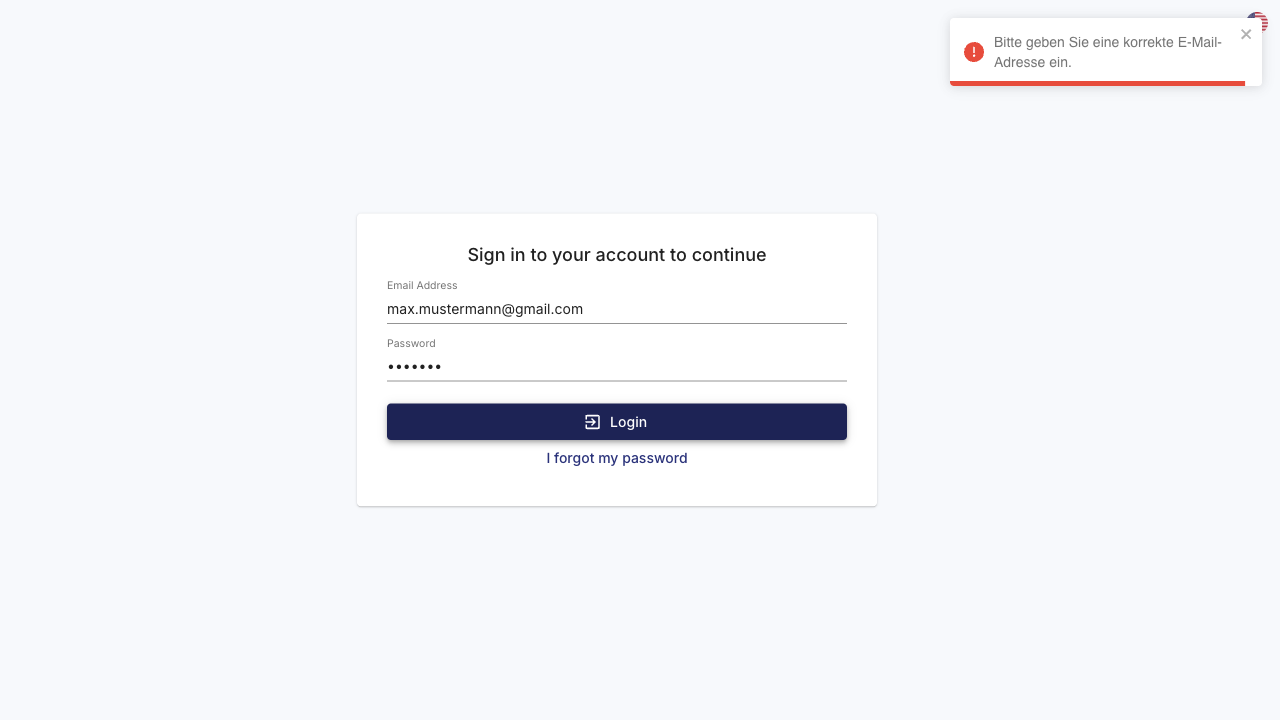 Bitte geben Sie eine korrekte E-Mail-
Adresse ein.
Sign in to your account to continue
Email Address
max.mustermann@gmail.com
Password
•••••••
Login
I forgot my password